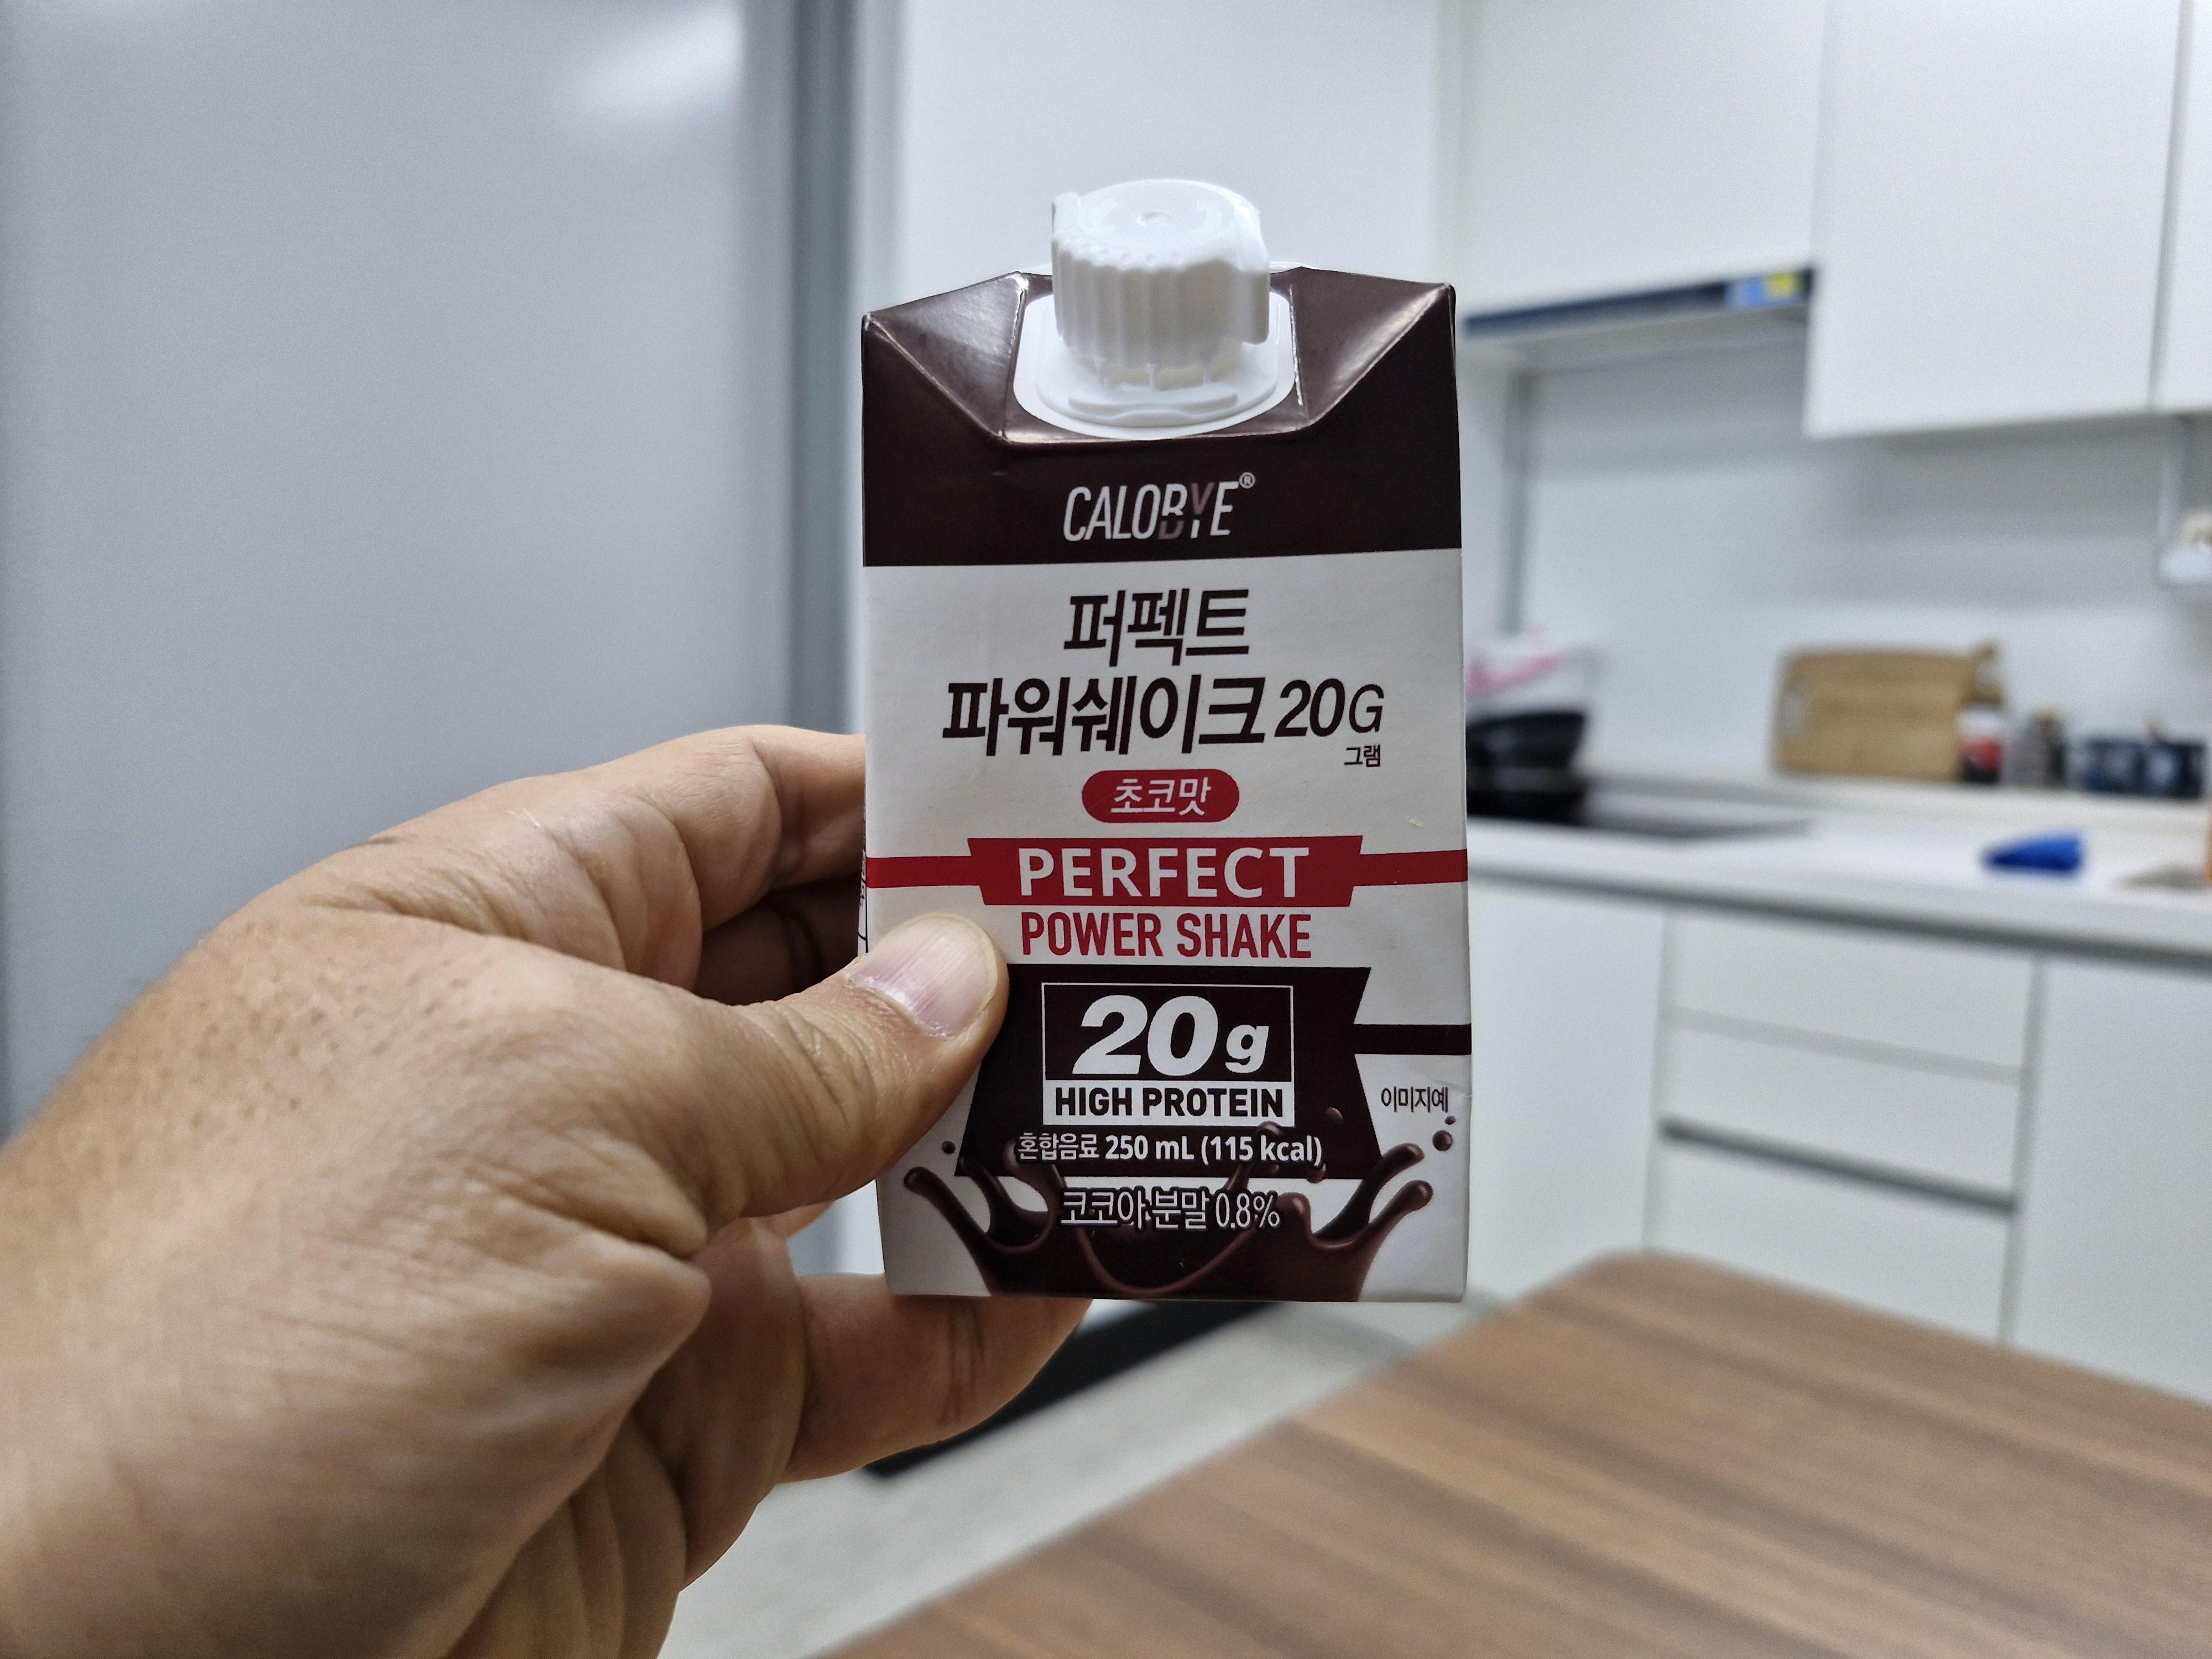 CALOBYE®
퍼펙트
파워쉐이크 20G
그램
초코맛
PERFECT
POWER SHAKE
20g
HIGH PROTEIN
이미지예
혼합음료 250 mL (115 kcal)
코코아분말 0.8%